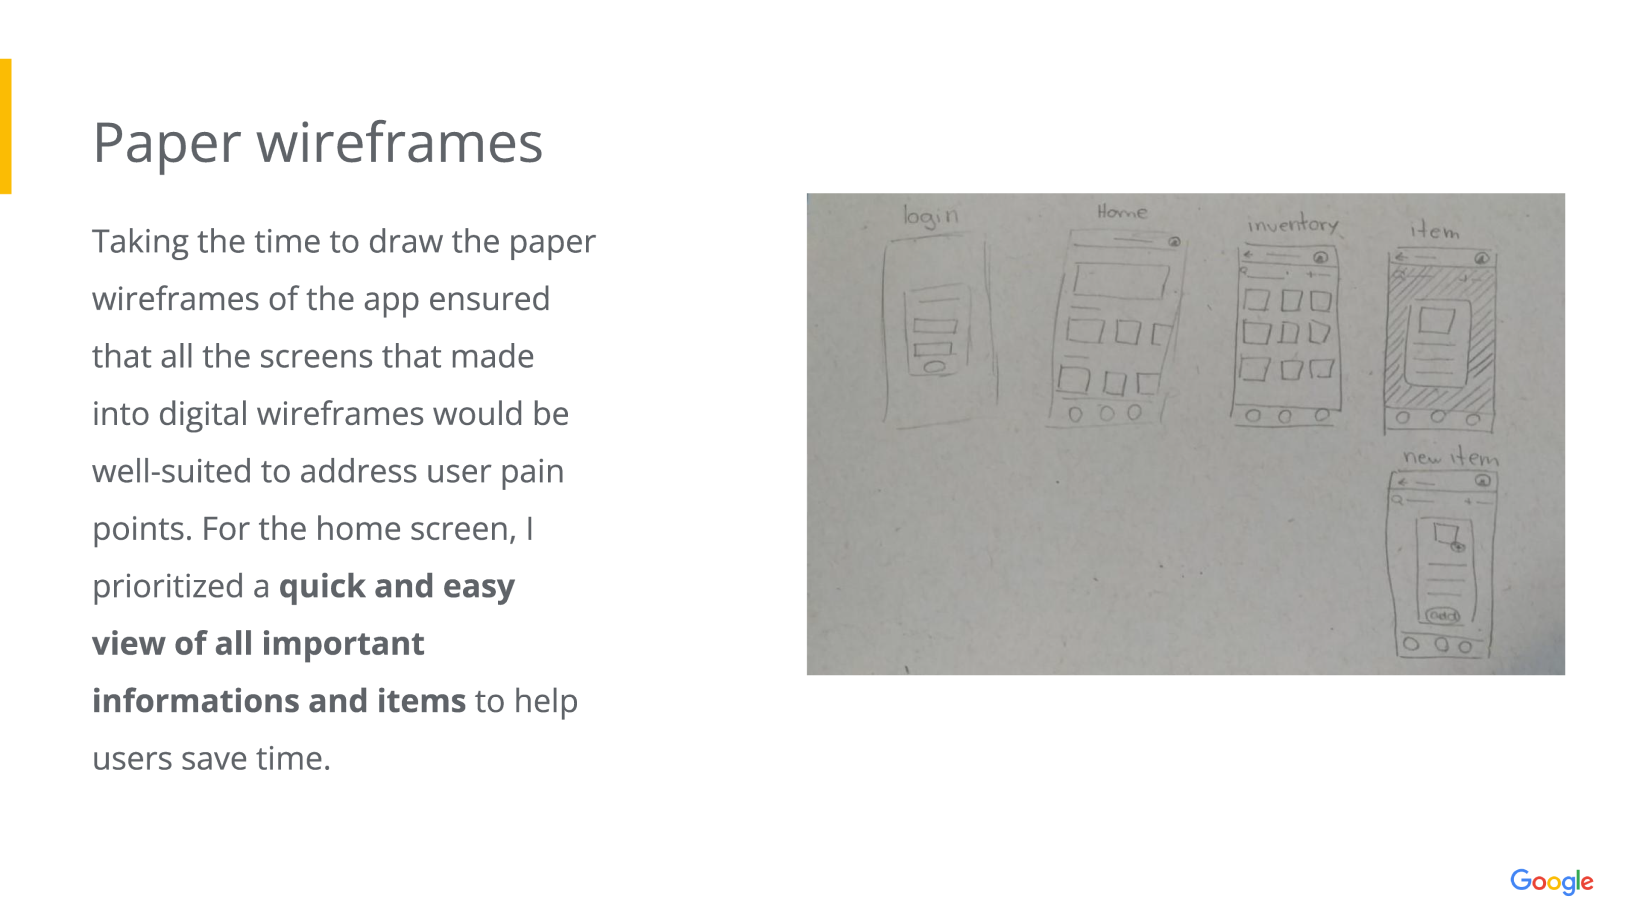 Paper wireframes
Taking the time to draw the paper
wireframes of the app ensured
that all the screens that made
into digital wireframes would be
well-suited to address user pain
points. For the home screen, I
prioritized a quick and easy
view of all important
informations and items to help
users save time.
login
Home
inventory
item
new item
add
Google